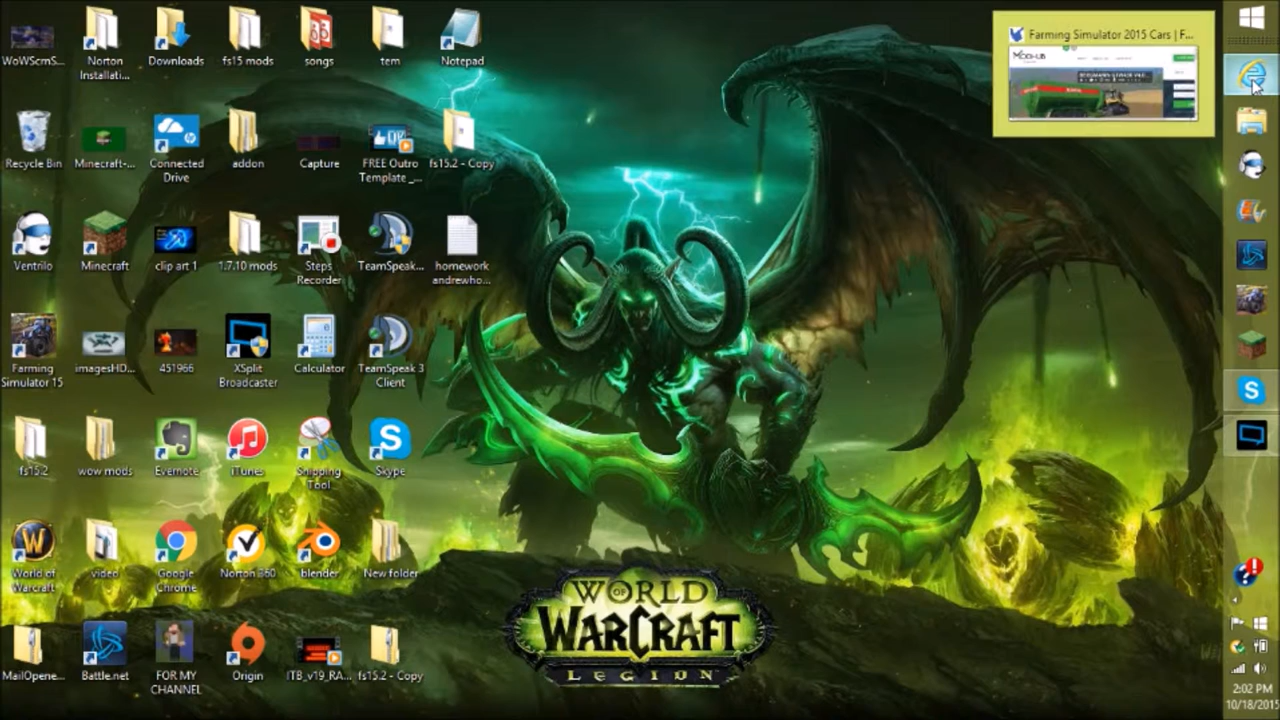 WoWScmS...
Norton
Installati...
Downloads
fs15 mods
songs
tem
Notepad
Farming Simulator 2015 Cars | F...
Recycle Bin
Minecraft-...
Connected
Drive
addon
Capture
FREE Outro
Template _...
fs15.2 - Copy
Ventrilo
Minecraft
clip art 1
1.7.10 mods
Steps
Recorder
TeamSpeak...
homework
andrewho...
Farming
Simulator 15
imagesHD...
451966
XSplit
Broadcaster
Calculator
TeamSpeak 3
Client
fs15.2
wow mods
Evernote
iTunes
Snipping
Tool
Skype
World of
Warcraft
video
Google
Chrome
Norton 360
blender
New folder
MailOpene...
Battle.net
FOR MY
CHANNEL
Origin
ITB_v19_RA...
fs15.2 - Copy
WORLD
OF
WARCRAFT
LEGION
2:02 PM
10/18/2015